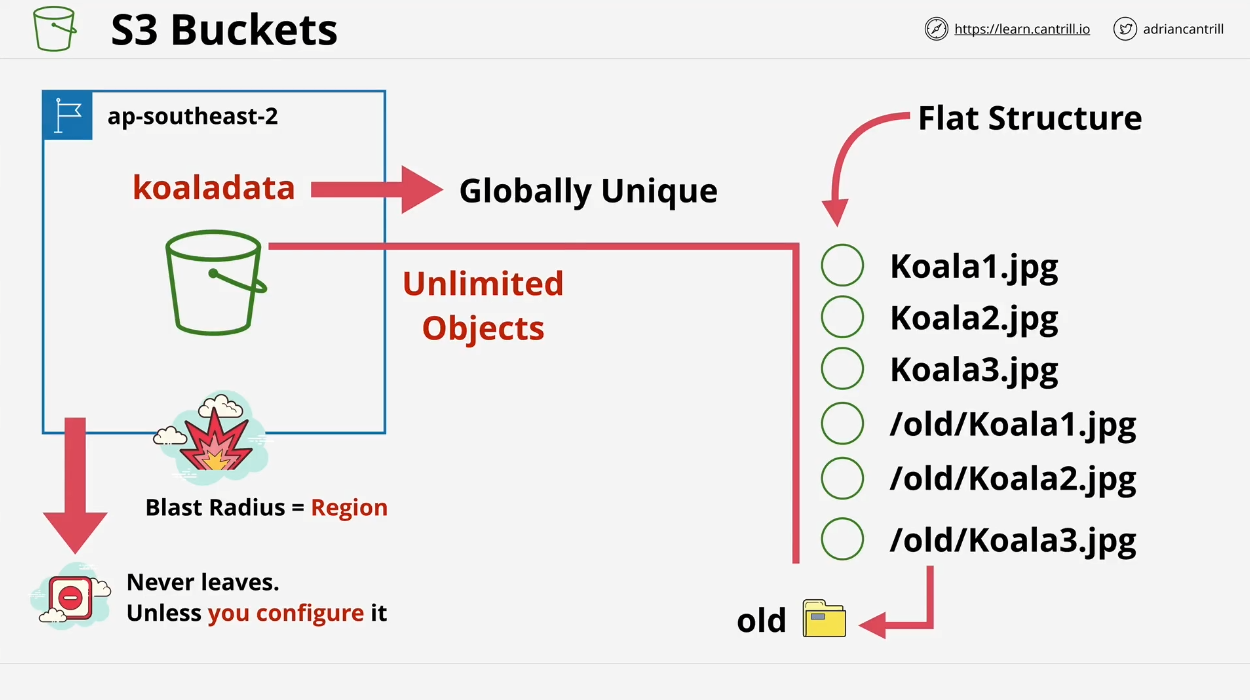 S3 Buckets
https://learn.cantrill.io
adriancantrill
ap-southeast-2
koaladata
Globally Unique
Unlimited
Objects
Blast Radius = Region
Never leaves.
Unless you configure it
Flat Structure
Koala1.jpg
Koala2.jpg
Koala3.jpg
/old/Koala1.jpg
/old/Koala2.jpg
/old/Koala3.jpg
old